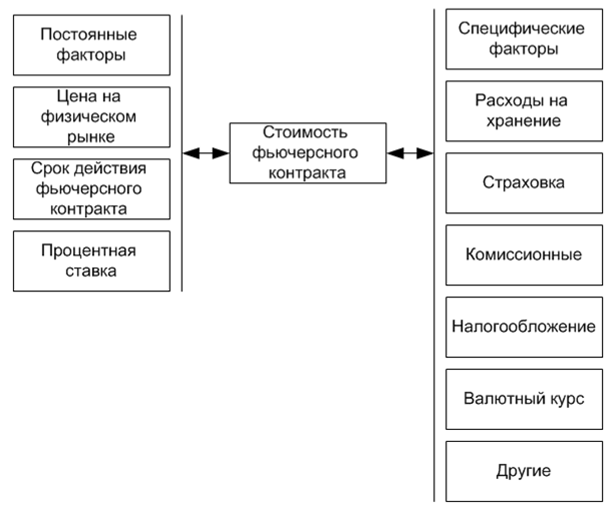 Постоянные
факторы
Цена на
физическом
рынке
Срок действия
фьючерсного
контракта
Процентная
ставка
Стоимость
фьючерсного
контракта
Специфические
факторы
Расходы на
хранение
Страховка
Комиссионные
Налогообложение
Валютный курс
Другие